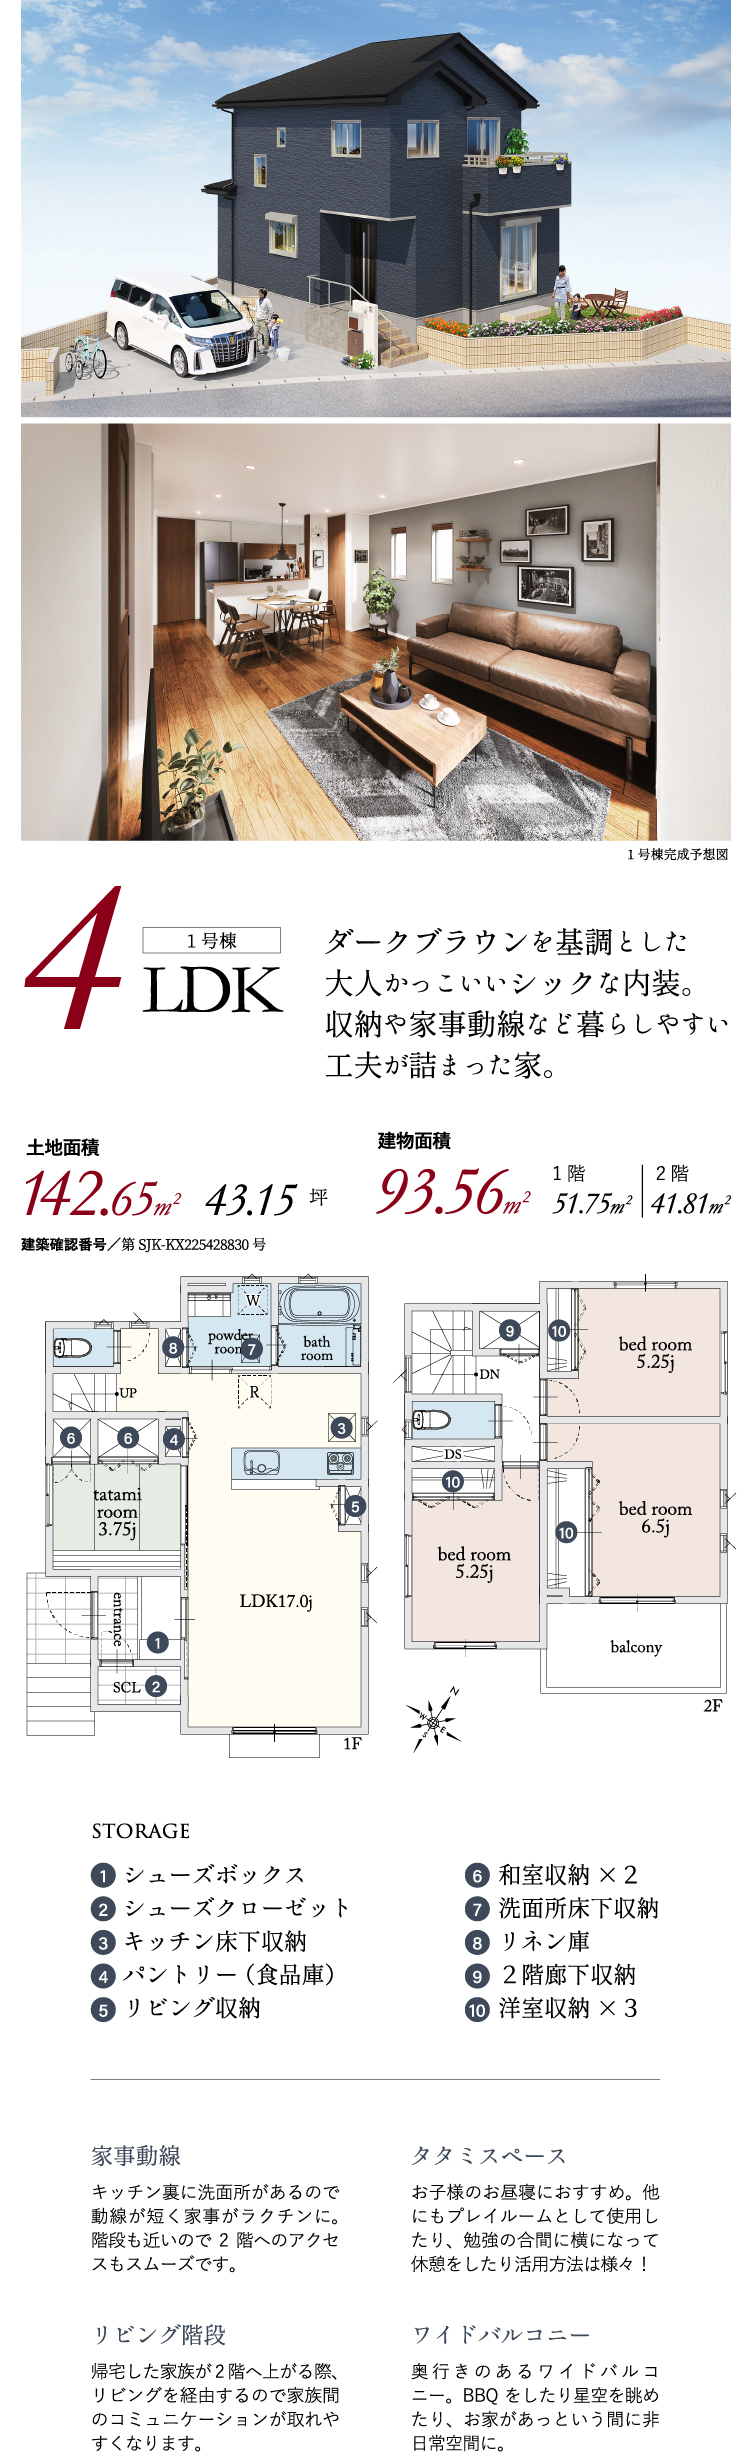 1号棟完成予想図
4
1号棟
LDK
ダークブラウンを基調とした
大人かっこいいシックな内装。
収納や家事動線など暮らしやすい
工夫が詰まった家。
土地面積
142.65m² 43.15 坪
建物面積
93.56m²
1階 51.75m²
2階 41.81m²
建築確認番号／第 SJK-KX225428830 号
W
8
powder
room
7
bath
room
UP
R
6
6
4
3
tatami
room
3.75j
5
LDK17.0j
entrance
1
SCL 2
1F
9
10
bed room
5.25j
DN
DS
10
bed room
5.25j
10
bed room
6.5j
balcony
N
W
E
S
2F
STORAGE
1 シューズボックス
2 シューズクローゼット
3 キッチン床下収納
4 パントリー（食品庫）
5 リビング収納
6 和室収納 ×2
7 洗面所床下収納
8 リネン庫
9 2階廊下収納
10 洋室収納 ×3
家事動線
キッチン裏に洗面所があるので
動線が短く家事がラクチンに。
階段も近いので 2 階へのアクセ
スもスムーズです。
タタミスペース
お子様のお昼寝におすすめ。他
にもプレイルームとして使用し
たり、勉強の合間に横になって
休憩をしたり活用方法は様々！
リビング階段
帰宅した家族が2階へ上がる際、
リビングを経由するので家族間
のコミュニケーションが取れや
すくなります。
ワイドバルコニー
奥行きのあるワイドバルコ
ニー。BBQ をしたり星空を眺め
たり、お家があっという間に非
日常空間に。